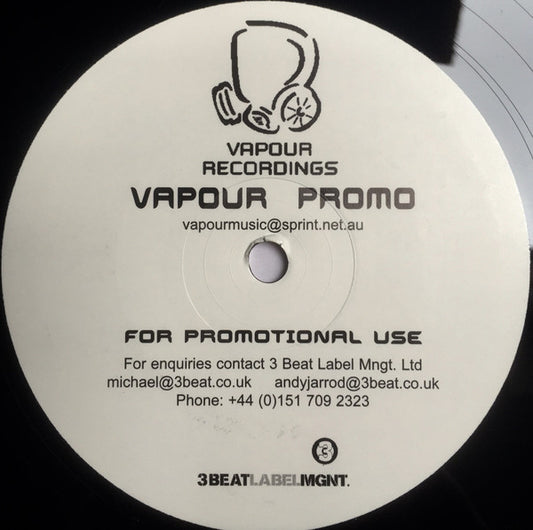 VAPOUR
RECORDINGS
VAPOUR PROMO
vapourmusic@sprint.net.au
FOR PROMOTIONAL USE
For enquiries contact 3 Beat Label Mngt. Ltd
michael@3beat.co.uk andyjarrod@3beat.co.uk
Phone: +44 (0)151 709 2323
3
3BEATLABELMGNT.